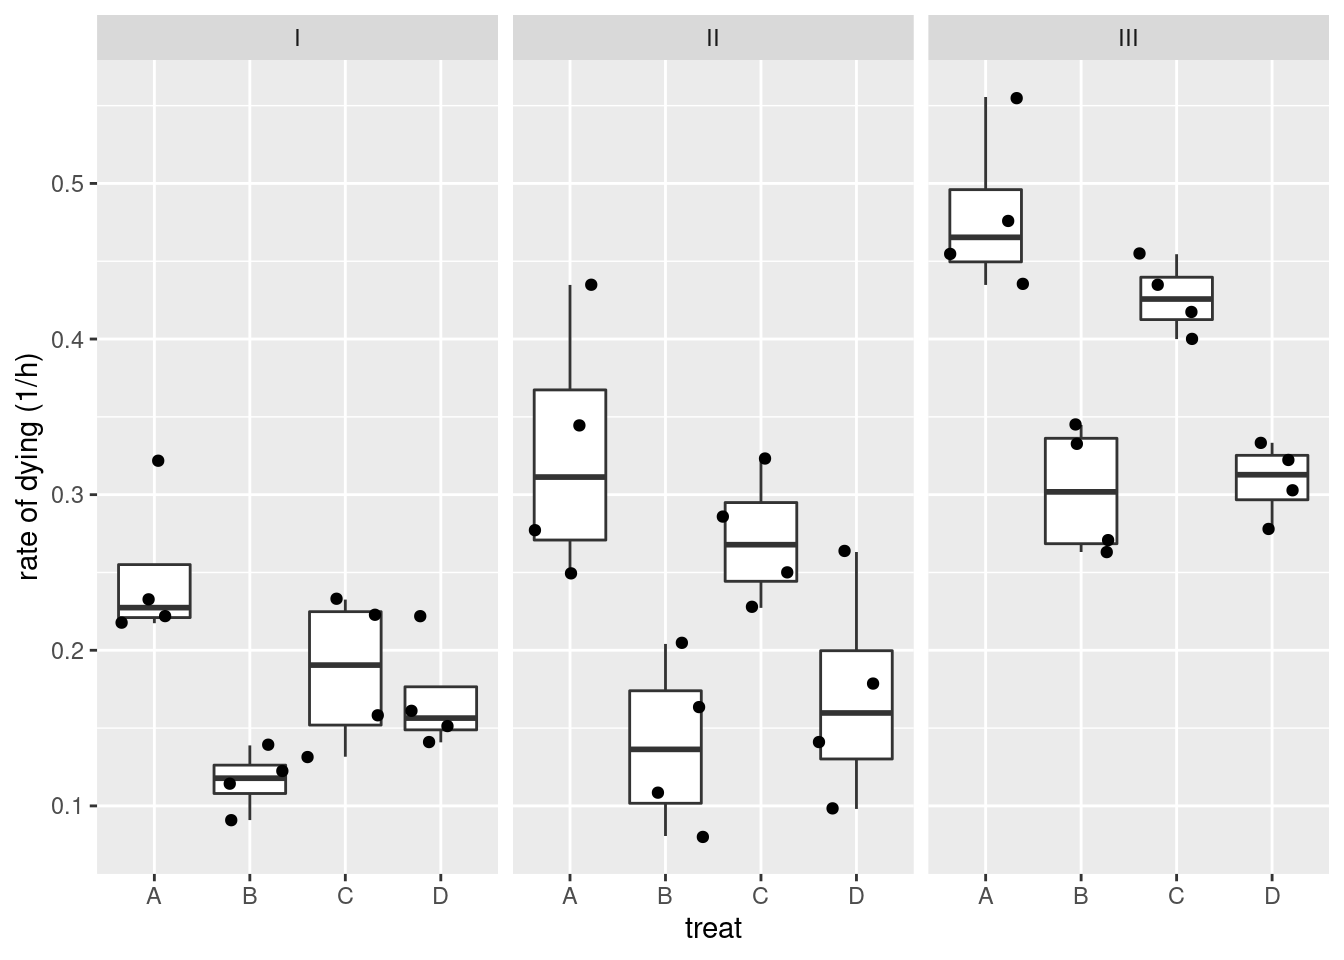 I II III
0.5
0.4
0.3
0.2
0.1
rate of dying (1/h)
A B C D A B C D A B C D
treat